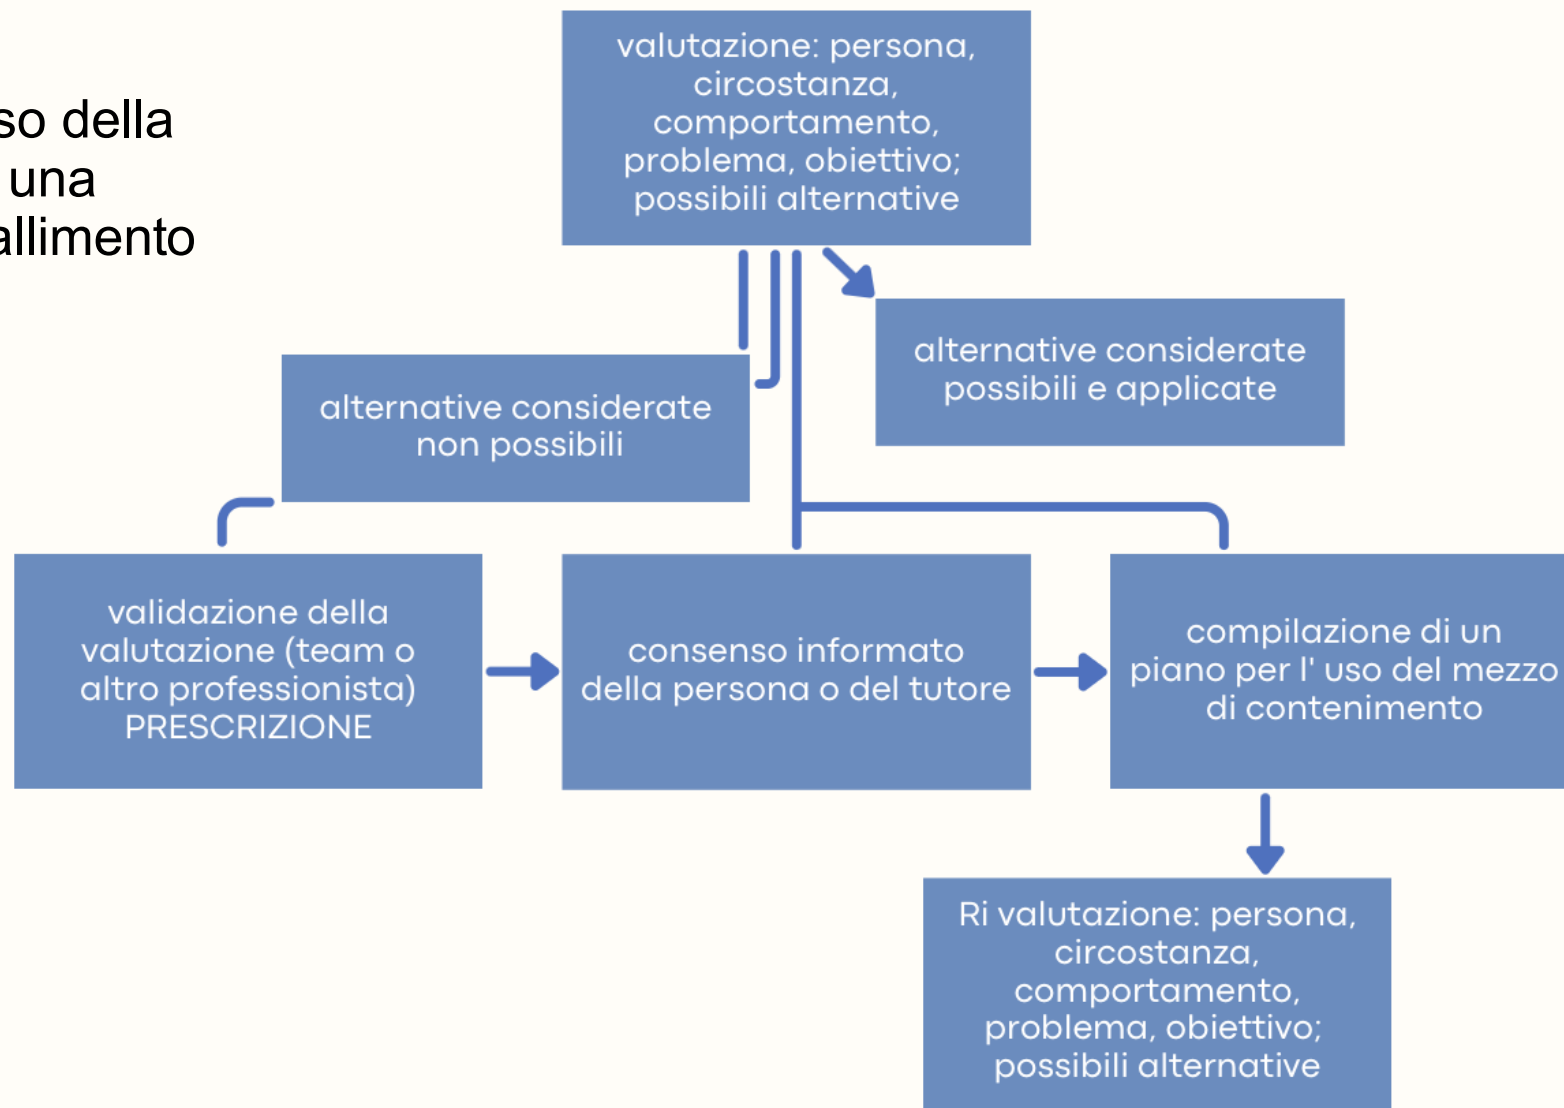 so della
una
allimento
valutazione: persona,
circostanza,
comportamento,
problema, obiettivo;
possibili alternative
alternative considerate
possibili e applicate
alternative considerate
non possibili
validazione della
valutazione (team o
altro professionista)
PRESCRIZIONE
consenso informato
della persona o del tutore
compilazione di un
piano per l' uso del mezzo
di contenimento
Ri valutazione: persona,
circostanza,
comportamento,
problema, obiettivo;
possibili alternative